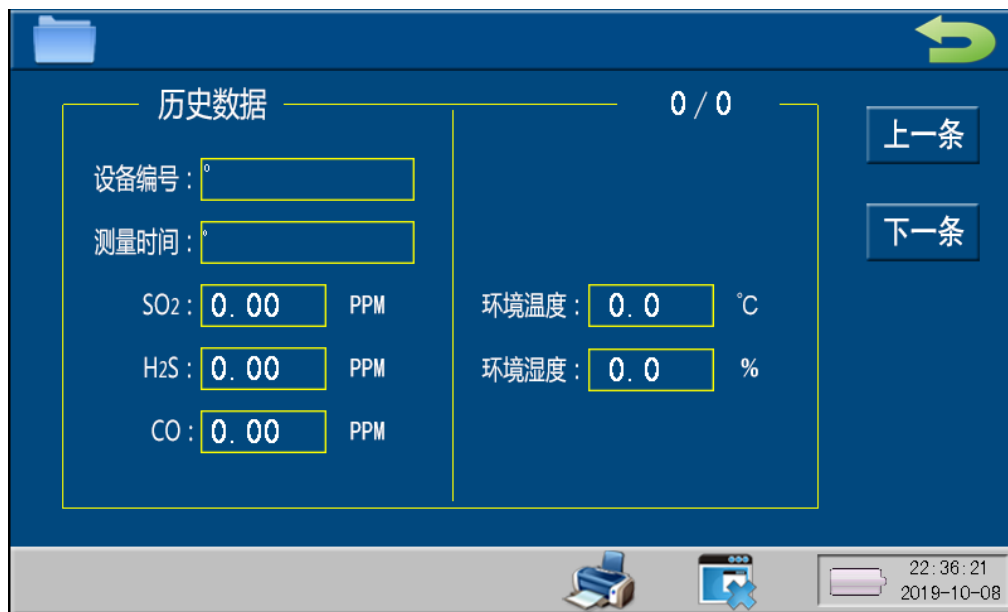 历史数据 0 / 0
上一条
设备编号： °
下一条
测量时间： °
SO2： 0.00 PPM 环境温度： 0.0 ℃
H2S： 0.00 PPM 环境湿度： 0.0 %
CO： 0.00 PPM
22:36:21
2019-10-08